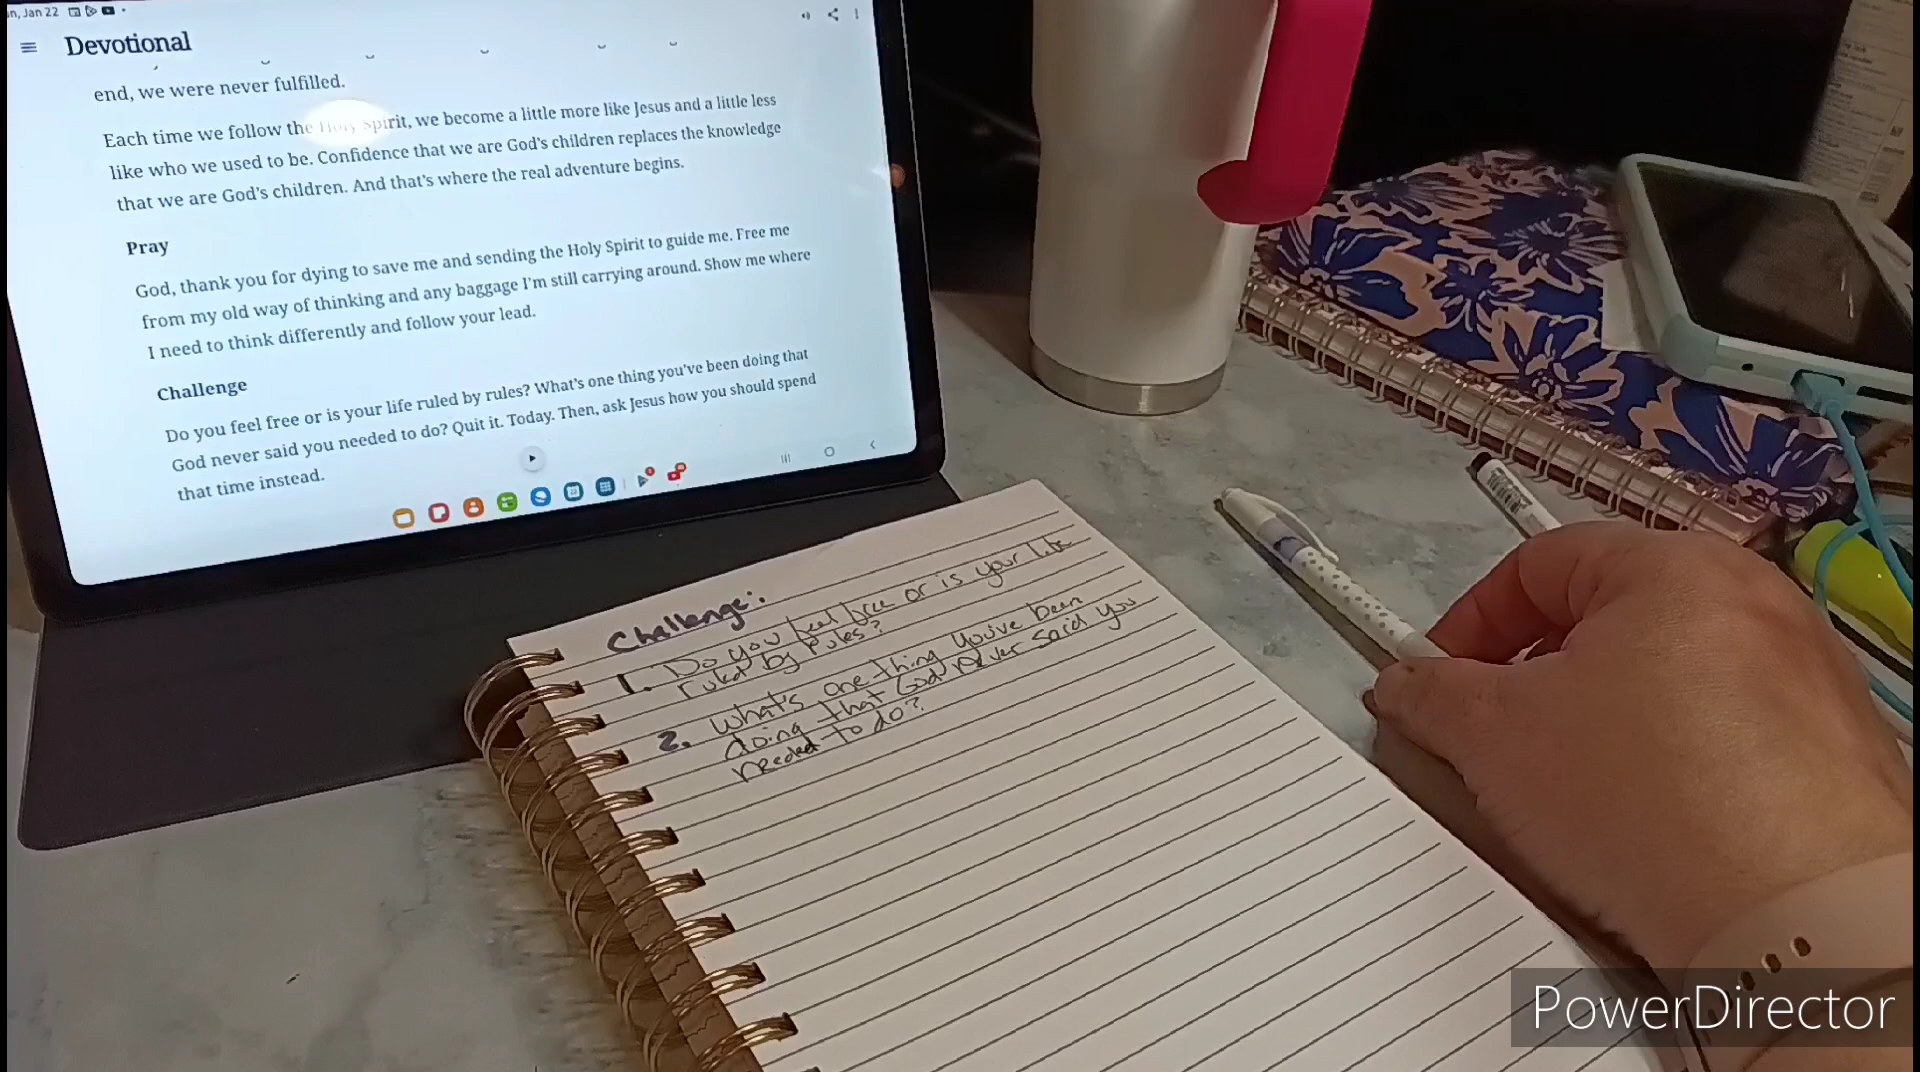 n, Jan 22
Devotional
end, we were never fulfilled.
Each time we follow the Holy Spirit, we become a little more like Jesus and a little less
like who we used to be. Confidence that we are God's children replaces the knowledge
that we are God's children. And that's where the real adventure begins.
Pray
God, thank you for dying to save me and sending the Holy Spirit to guide me. Free me
from my old way of thinking and any baggage I'm still carrying around. Show me where
I need to think differently and follow your lead.
Challenge
Do you feel free or is your life ruled by rules? What's one thing you've been doing that
God never said you needed to do? Quit it. Today. Then, ask Jesus how you should spend
that time instead.
Challenge:
1. Do you feel free or is your life
ruled by rules?
2. What's one thing you've been
doing that God never said you
needed to do?
PowerDirector